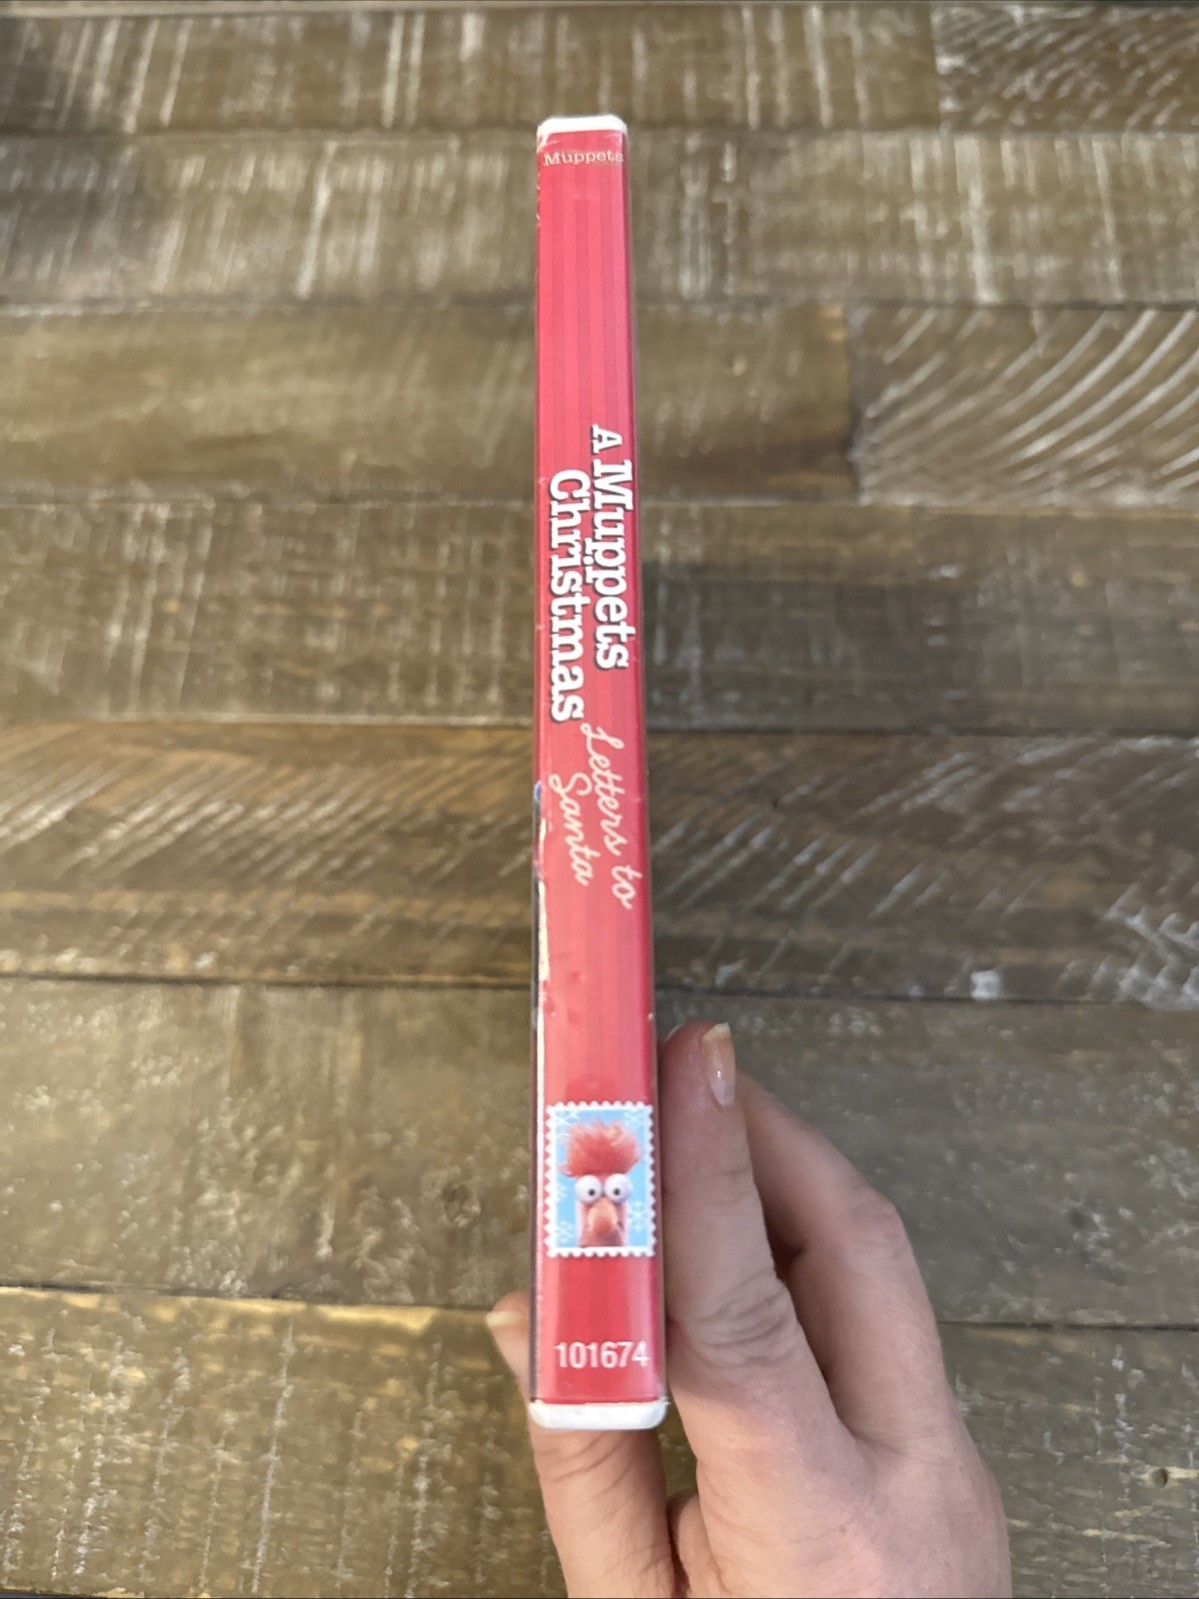 Muppets
A Muppets
Christmas
Letters to
Santa
101674